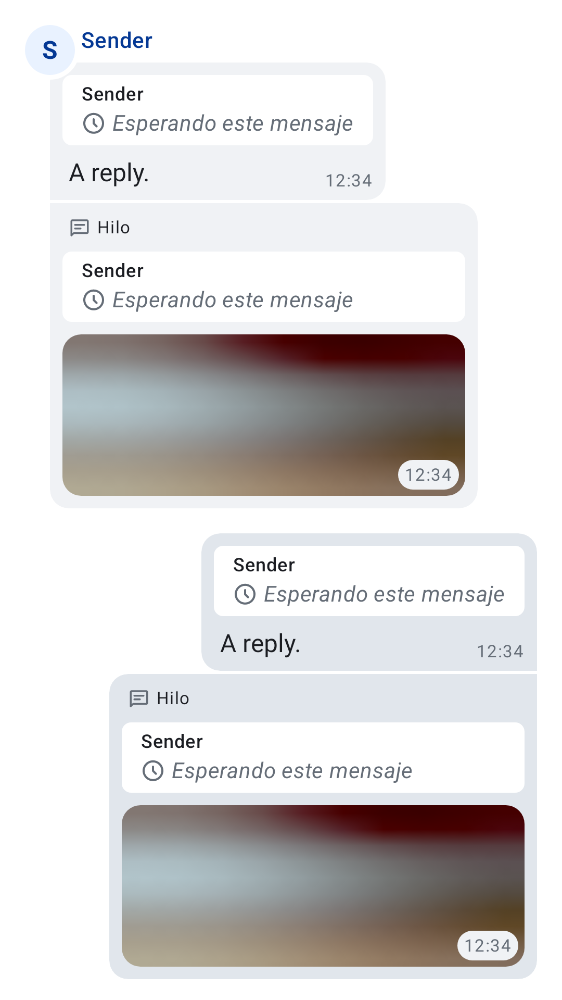 S
Sender
Sender
Esperando este mensaje
A reply.
12:34
Hilo
Sender
Esperando este mensaje
12:34
Sender
Esperando este mensaje
A reply.
12:34
Hilo
Sender
Esperando este mensaje
12:34